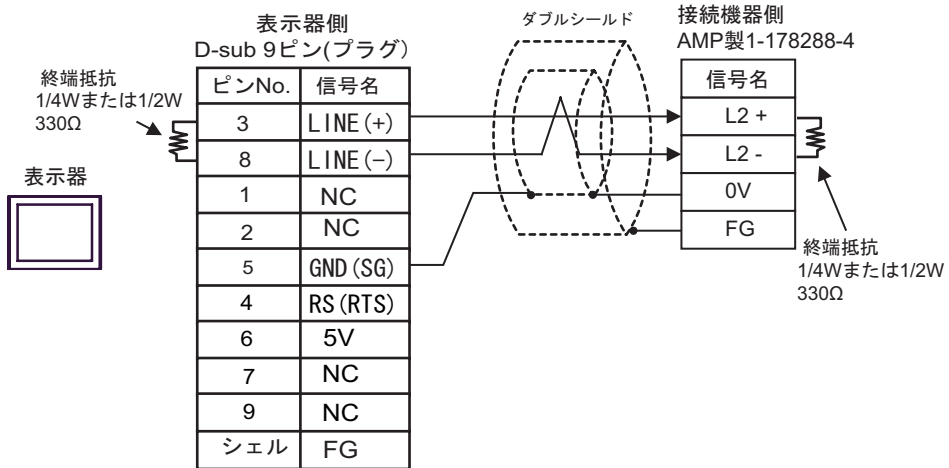 表示器側
D-sub 9ピン(プラグ)
ダブルシールド
接続機器側
AMP製1-178288-4
終端抵抗
1/4Wまたは1/2W
330Ω
表示器
ピンNo. 信号名
3 LINE(+)
8 LINE(−)
1 NC
2 NC
5 GND(SG)
4 RS(RTS)
6 5V
7 NC
9 NC
シェル FG
信号名
L2 +
L2 -
0V
FG
終端抵抗
1/4Wまたは1/2W
330Ω